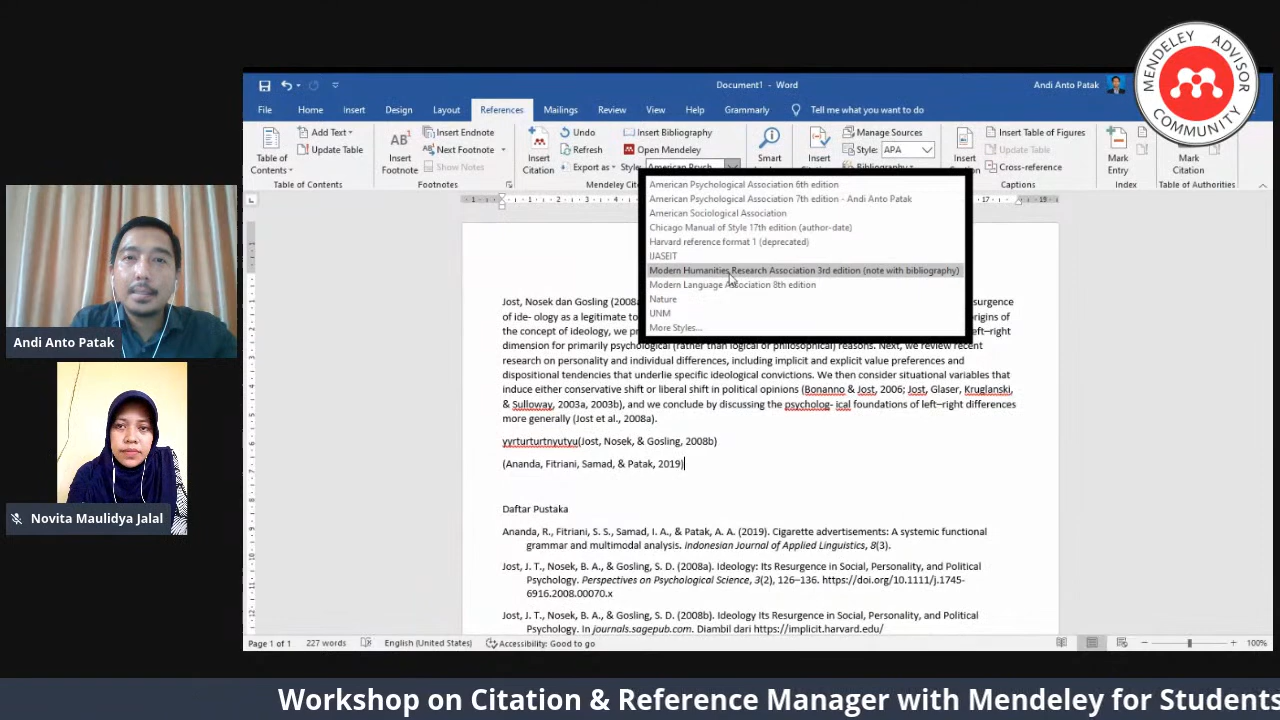 MENDELEY ADVISOR
COMMUNITY
Document1 - Word
Andi Anto Patak
File Home Insert Design Layout References Mailings Review View Help Grammarly Tell me what you want to do
Table of Contents
Add Text
Update Table
Table of Contents
AB1
Insert Footnote
Insert Endnote
Next Footnote
Show Notes
Footnotes
Insert Citation
Undo
Refresh
Export as
Insert Bibliography
Open Mendeley
Style: American Psych
Mendeley
Smart
Insert
Manage Sources
Style: APA
Bibliography
Insert
Insert Table of Figures
Update Table
Cross-reference
Captions
Mark Entry
Mark Citation
Table of Authorities
American Psychological Association 6th edition
American Psychological Association 7th edition - Andi Anto Patak
American Sociological Association
Chicago Manual of Style 17th edition (author-date)
Harvard reference format 1 (deprecated)
IJASEIT
Modern Humanities Research Association 3rd edition (note with bibliography)
Modern Language Association 8th edition
Nature
UNM
More Styles...
Jost, Nosek dan Gosling (2008a surgence
of ide- ology as a legitimate to origins of
the concept of ideology, we pr left–right
dimension for primarily psychological (rather than logical or philosophical) reasons. Next, we review recent
research on personality and individual differences, including implicit and explicit value preferences and
dispositional tendencies that underlie specific ideological convictions. We then consider situational variables that
induce either conservative shift or liberal shift in political opinions (Bonanno & Jost, 2006; Jost, Glaser, Kruglanski,
& Sulloway, 2003a, 2003b), and we conclude by discussing the psycholog- ical foundations of left–right differences
more generally (Jost et al., 2008a).
yyrturturtnyutyu(Jost, Nosek, & Gosling, 2008b)
(Ananda, Fitriani, Samad, & Patak, 2019)
Daftar Pustaka
Ananda, R., Fitriani, S. S., Samad, I. A., & Patak, A. A. (2019). Cigarette advertisements: A systemic functional
grammar and multimodal analysis. Indonesian Journal of Applied Linguistics, 8(3).
Jost, J. T., Nosek, B. A., & Gosling, S. D. (2008a). Ideology: Its Resurgence in Social, Personality, and Political
Psychology. Perspectives on Psychological Science, 3(2), 126–136. https://doi.org/10.1111/j.1745-
6916.2008.00070.x
Jost, J. T., Nosek, B. A., & Gosling, S. D. (2008b). Ideology Its Resurgence in Social, Personality, and Political
Psychology. In journals.sagepub.com. Diambil dari https://implicit.harvard.edu/
Page 1 of 1 227 words English (United States) Accessibility: Good to go 100%
Andi Anto Patak
Novita Maulidya Jalal
Workshop on Citation & Reference Manager with Mendeley for Students